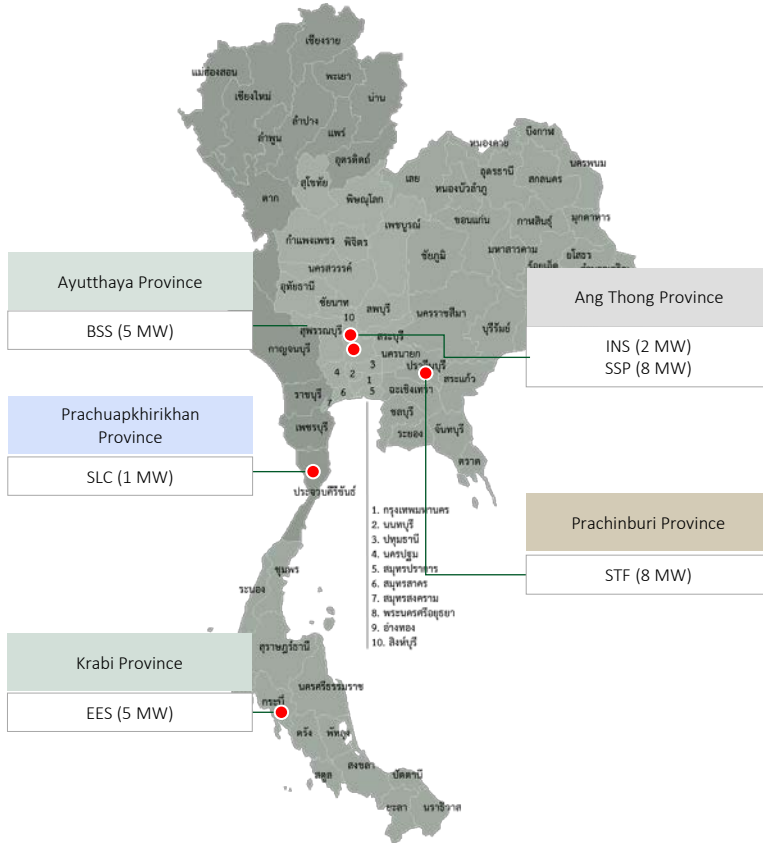 เชียงราย
แม่ฮ่องสอน
พะเยา
เชียงใหม่
น่าน
ลำปาง
แพร่
ลำพูน
อุตรดิตถ์
บึงกาฬ
หนองคาย
อุดรธานี
นครพนม
สกลนคร
เลย
หนองบัวลำภู
สุโขทัย
ตาก
พิษณุโลก
เพชรบูรณ์
ขอนแก่น
กาฬสินธุ์
มุกดาหาร
กำแพงเพชร
พิจิตร
ชัยภูมิ
มหาสารคาม
ร้อยเอ็ด
ยโสธร
นครสวรรค์
อุทัยธานี
ชัยนาท
ลพบุรี
นครราชสีมา
บุรีรัมย์
Ayutthaya Province
BSS (5 MW)
Ang Thong Province
INS (2 MW)
SSP (8 MW)
10
สุพรรณบุรี
สระบุรี
กาญจนบุรี
นครนายก
ปราจีนบุรี
สระแก้ว
4 2 3
1
6 5
7
ฉะเชิงเทรา
ราชบุรี
ชลบุรี
เพชรบุรี
ระยอง
จันทบุรี
ตราด
Prachuapkhirikhan
Province
SLC (1 MW)
ประจวบคีรีขันธ์
1. กรุงเทพมหานคร
2. นนทบุรี
3. ปทุมธานี
4. นครปฐม
5. สมุทรปราการ
6. สมุทรสาคร
7. สมุทรสงคราม
8. พระนครศรีอยุธยา
9. อ่างทอง
10. สิงห์บุรี
Prachinburi Province
STF (8 MW)
ชุมพร
ระนอง
สุราษฎร์ธานี
นครศรีธรรมราช
Krabi Province
EES (5 MW)
กระบี่
ตรัง
พัทลุง
สตูล
สงขลา
ปัตตานี
ยะลา
นราธิวาส